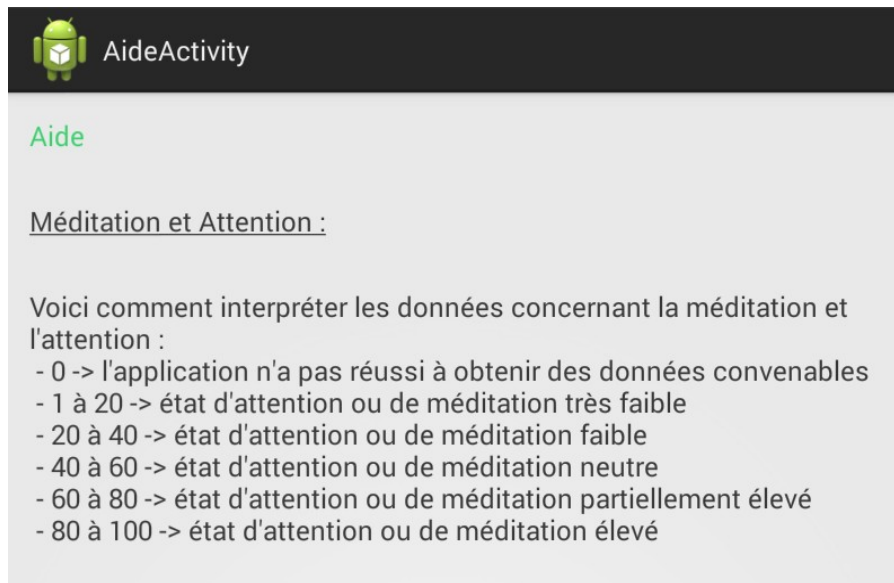 AideActivity
Aide
Méditation et Attention :
Voici comment interpréter les données concernant la méditation et
l'attention :
- 0 -> l'application n'a pas réussi à obtenir des données convenables
- 1 à 20 -> état d'attention ou de méditation très faible
- 20 à 40 -> état d'attention ou de méditation faible
- 40 à 60 -> état d'attention ou de méditation neutre
- 60 à 80 -> état d'attention ou de méditation partiellement élevé
- 80 à 100 -> état d'attention ou de méditation élevé